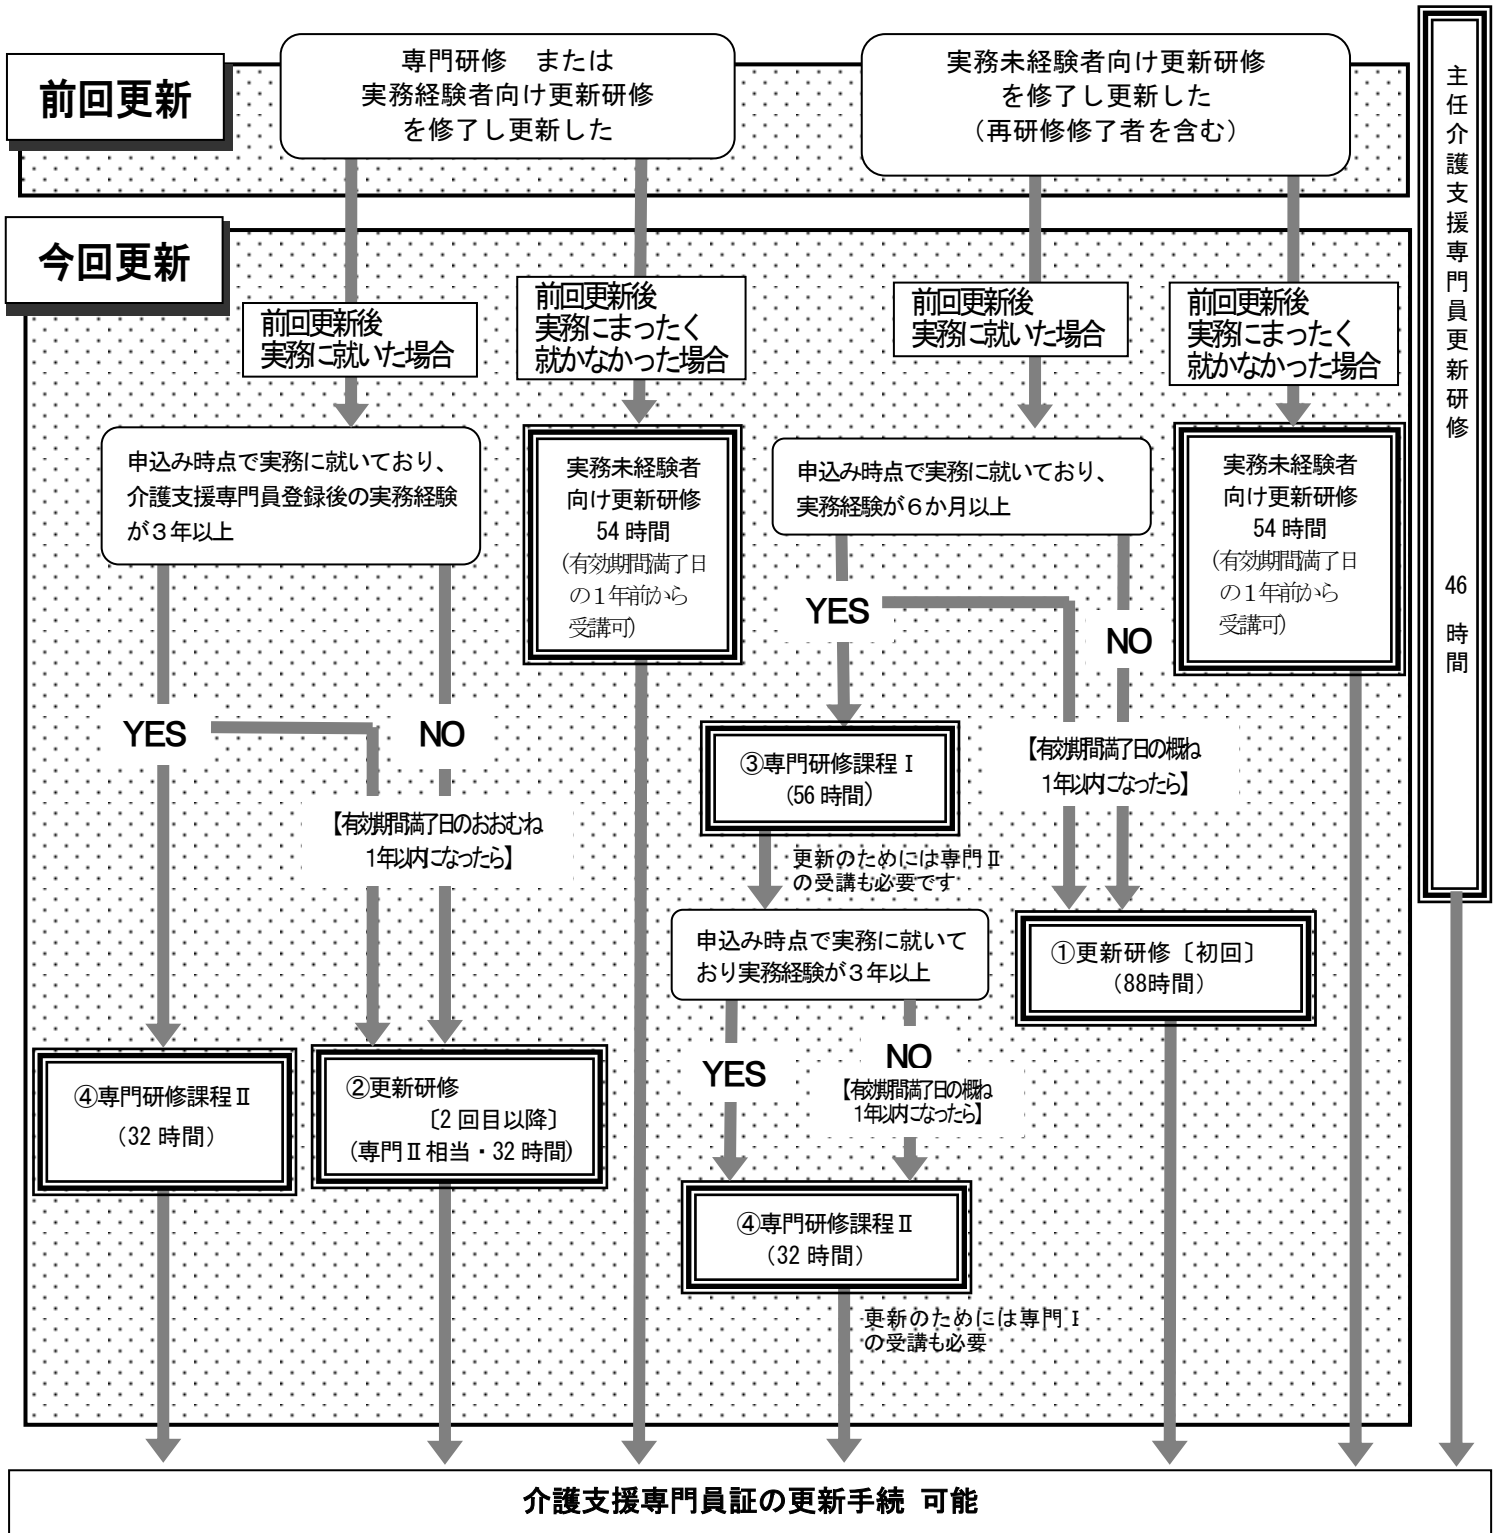 前回更新
専門研修　または
実務経験者向け更新研修
を修了し更新した
実務未経験者向け更新研修
を修了し更新した
（再研修修了者を含む）
主任介護支援専門員更新研修　46　時間
今回更新
前回更新後
実務に就いた場合
前回更新後
実務にまったく
就かなかった場合
前回更新後
実務に就いた場合
前回更新後
実務にまったく
就かなかった場合
申込み時点で実務に就いており、
介護支援専門員登録後の実務経験
が３年以上
実務未経験者
向け更新研修
54 時間
（有効期間満了日
の１年前から
受講可）
申込み時点で実務に就いており、
実務経験が６か月以上
実務未経験者
向け更新研修
54 時間
（有効期間満了日
の１年前から
受講可）
YES
NO
【有効期間満了日のおおむね
1年以内になったら】
YES
NO
【有効期間満了日の概ね
1年以内になったら】
③専門研修課程Ⅰ
（56 時間）
更新のためには専門Ⅱ
の受講も必要です
申込み時点で実務に就いて
おり実務経験が３年以上
①更新研修〔初回〕
（88時間）
YES
NO
【有効期間満了日の概ね
1年以内になったら】
④専門研修課程Ⅱ
（32 時間）
②更新研修
〔2 回目以降〕
（専門Ⅱ相当・32 時間）
④専門研修課程Ⅱ
（32 時間）
更新のためには専門Ⅰ
の受講も必要
介護支援専門員証の更新手続 可能